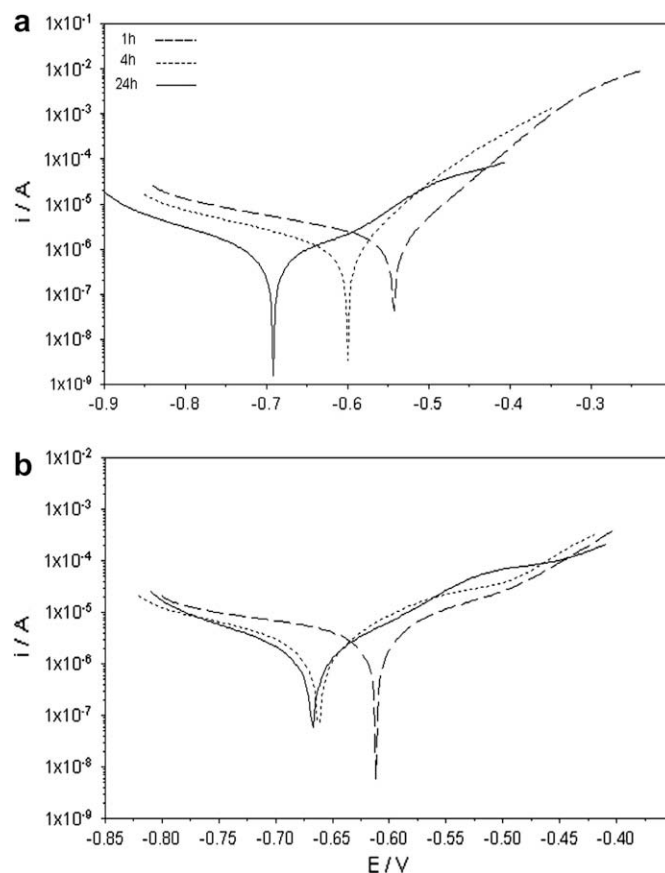 a
1x10-1
1h
4h
24h
1x10-2
1x10-3
1x10-4
1x10-5
1x10-6
1x10-7
1x10-8
1x10-9
i / A
-0.9 -0.8 -0.7 -0.6 -0.5 -0.4 -0.3
b
1x10-2
1x10-3
1x10-4
1x10-5
1x10-6
1x10-7
1x10-8
1x10-9
i / A
-0.85 -0.80 -0.75 -0.70 -0.65 -0.60 -0.55 -0.50 -0.45 -0.40
E / V